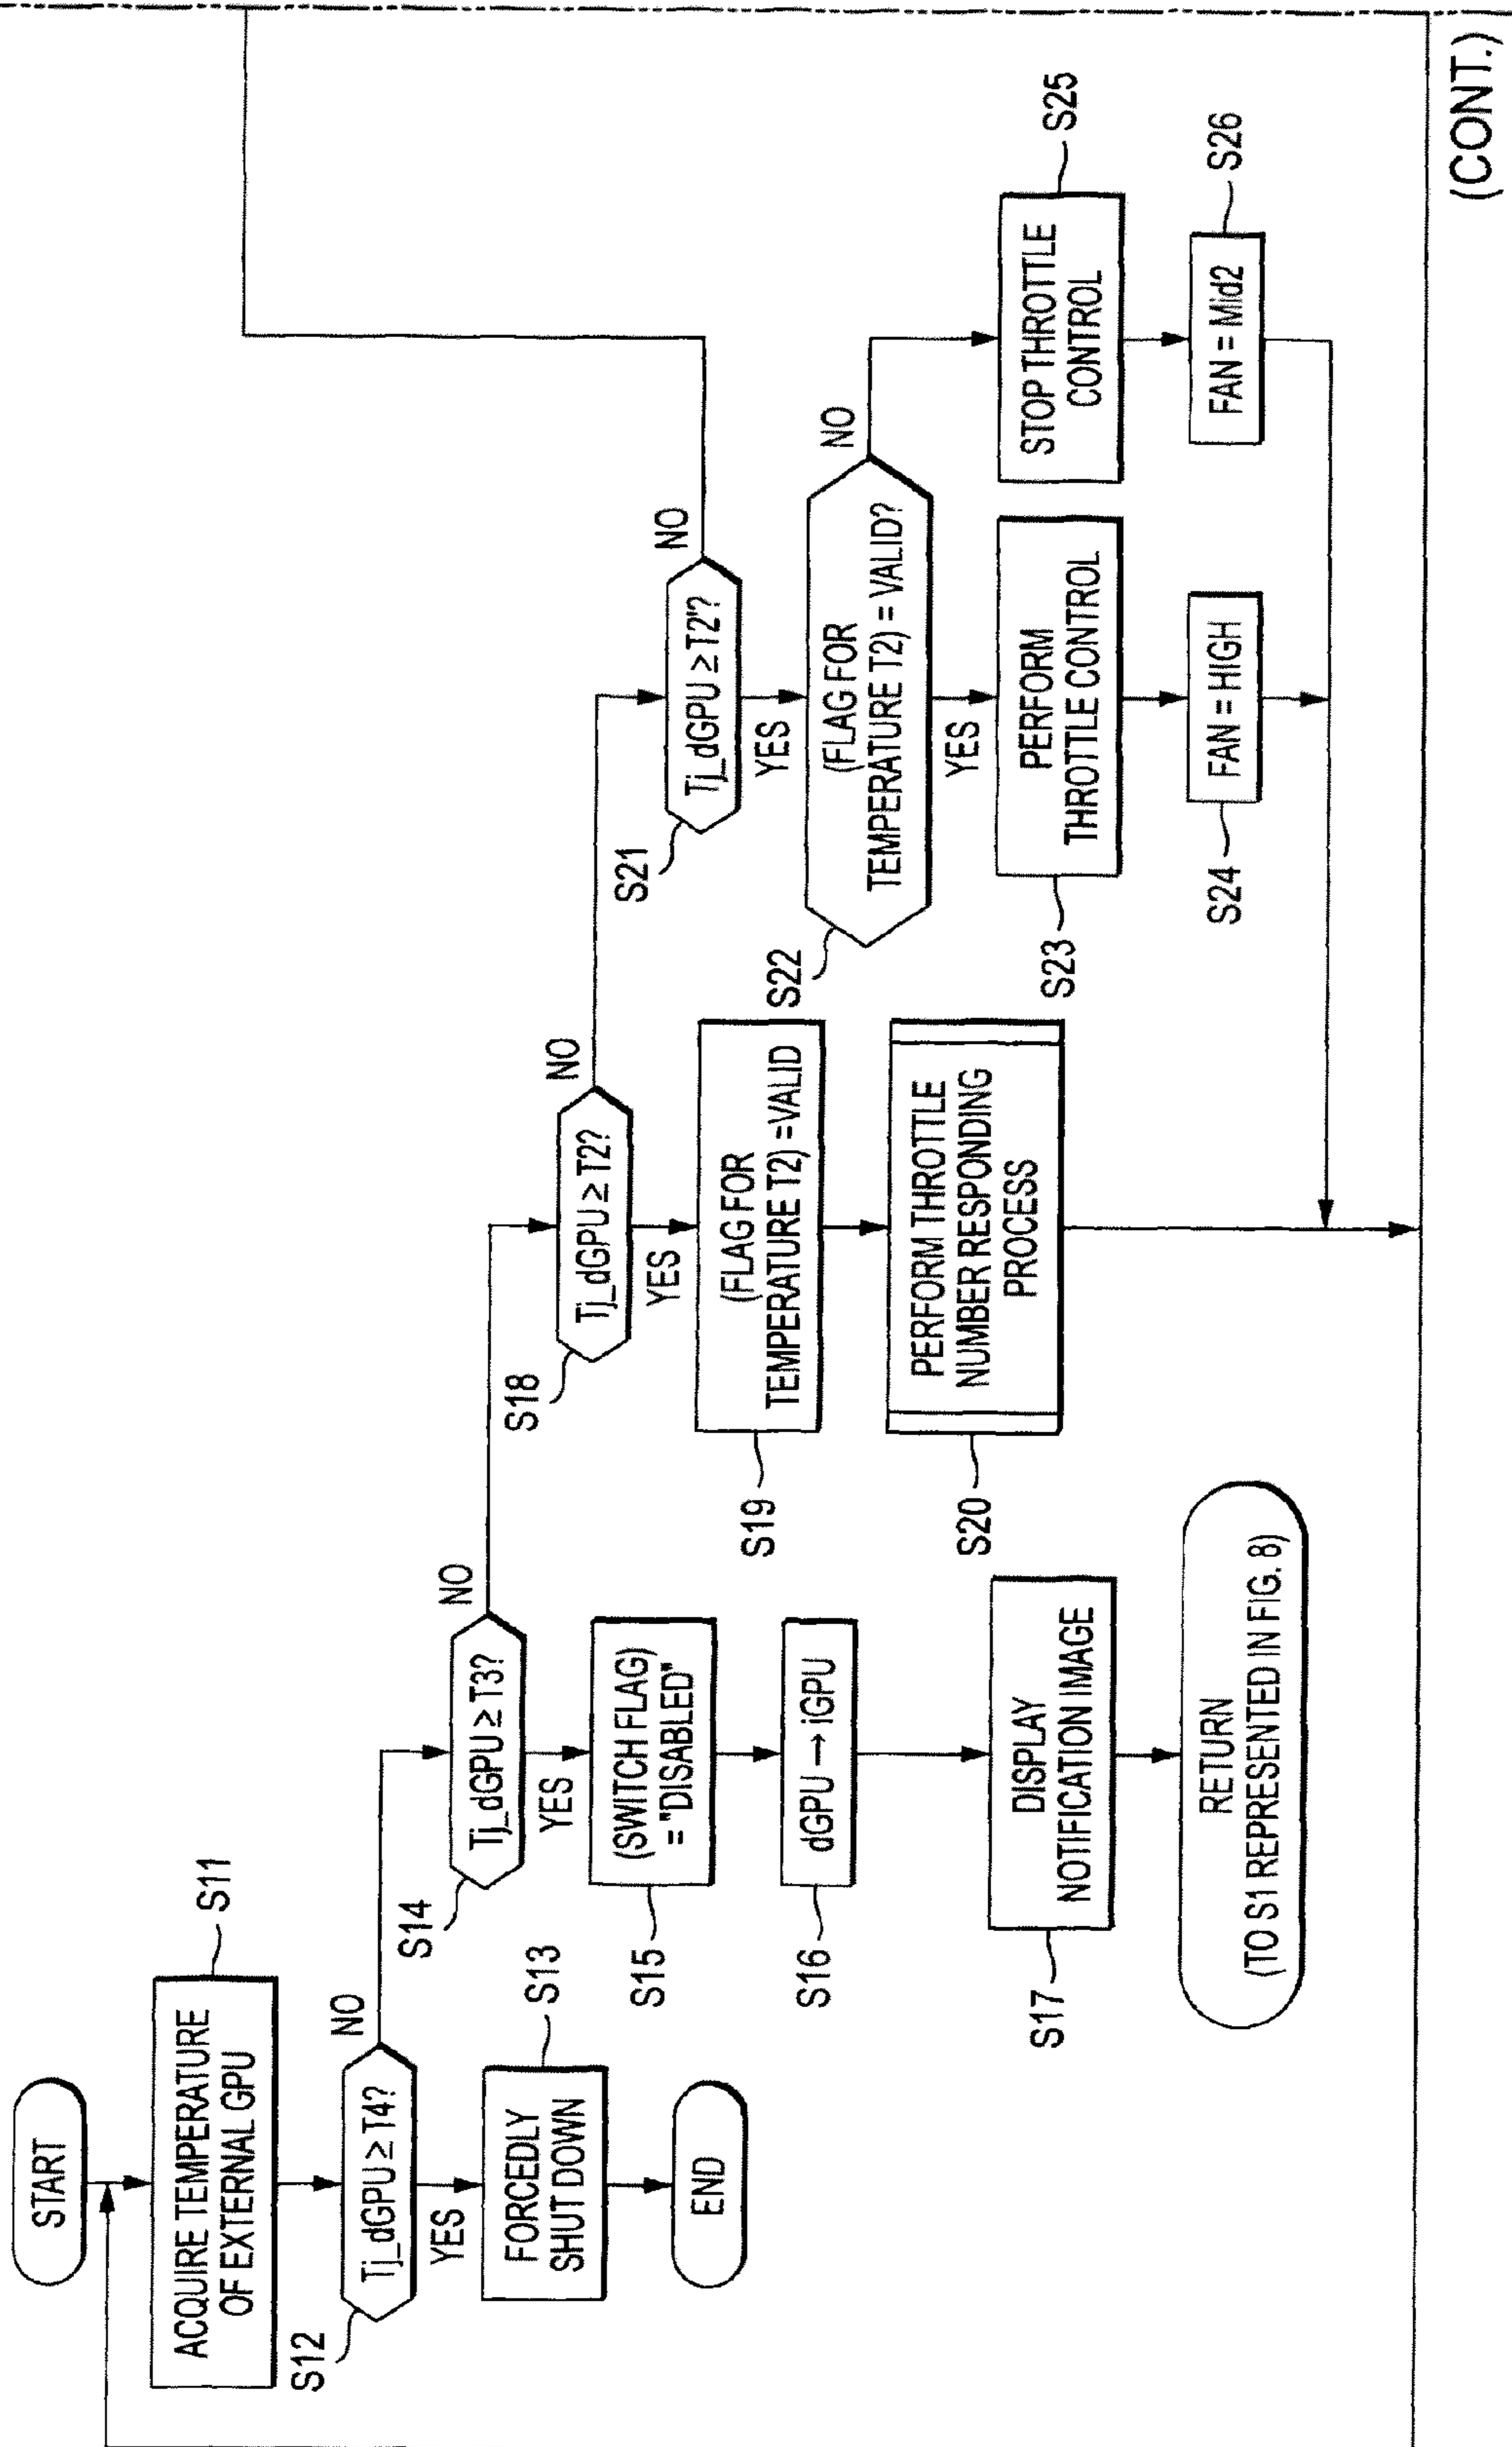 START
S11
ACQUIRE TEMPERATURE
OF EXTERNAL GPU
S12
Tj_dGPU ≥ T4?
NO
YES
S13
FORCEDLY
SHUT DOWN
END
S14
Tj_dGPU ≥ T3?
NO
YES
S15
(SWITCH FLAG)
= "DISABLED"
S16
dGPU → iGPU
S17
DISPLAY
NOTIFICATION IMAGE
RETURN
(TO S1 REPRESENTED IN FIG. 8)
S18
Tj_dGPU ≥ T2?
NO
YES
S19
(FLAG FOR
TEMPERATURE T2) =VALID
S20
PERFORM THROTTLE
NUMBER RESPONDING
PROCESS
S21
Tj_dGPU ≥ T2'?
NO
YES
S22
(FLAG FOR
TEMPERATURE T2) = VALID?
NO
YES
S23
PERFORM
THROTTLE CONTROL
S24
FAN = HIGH
S25
STOP THROTTLE
CONTROL
S26
FAN = Mid2
(CONT.)